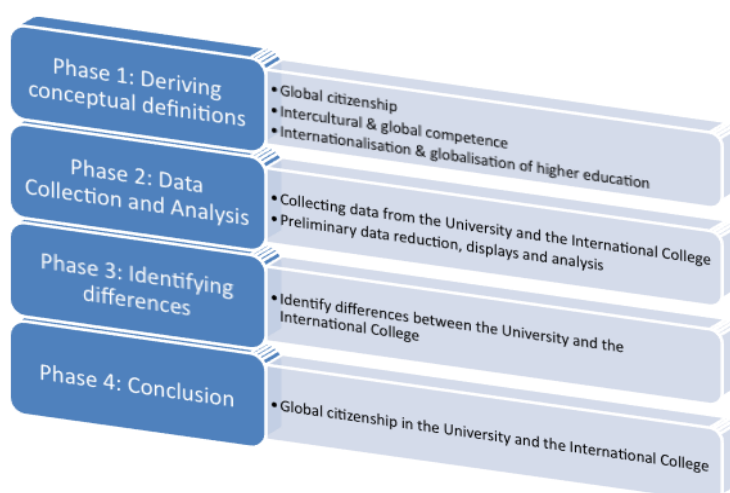 Phase 1: Deriving
conceptual definitions
• Global citizenship
• Intercultural & global competence
• Internationalisation & globalisation of higher education
Phase 2: Data
Collection and Analysis
• Collecting data from the University and the International College
• Preliminary data reduction, displays and analysis
Phase 3: Identifying
differences
• Identify differences between the University and the
International College
Phase 4: Conclusion
• Global citizenship in the University and the International College